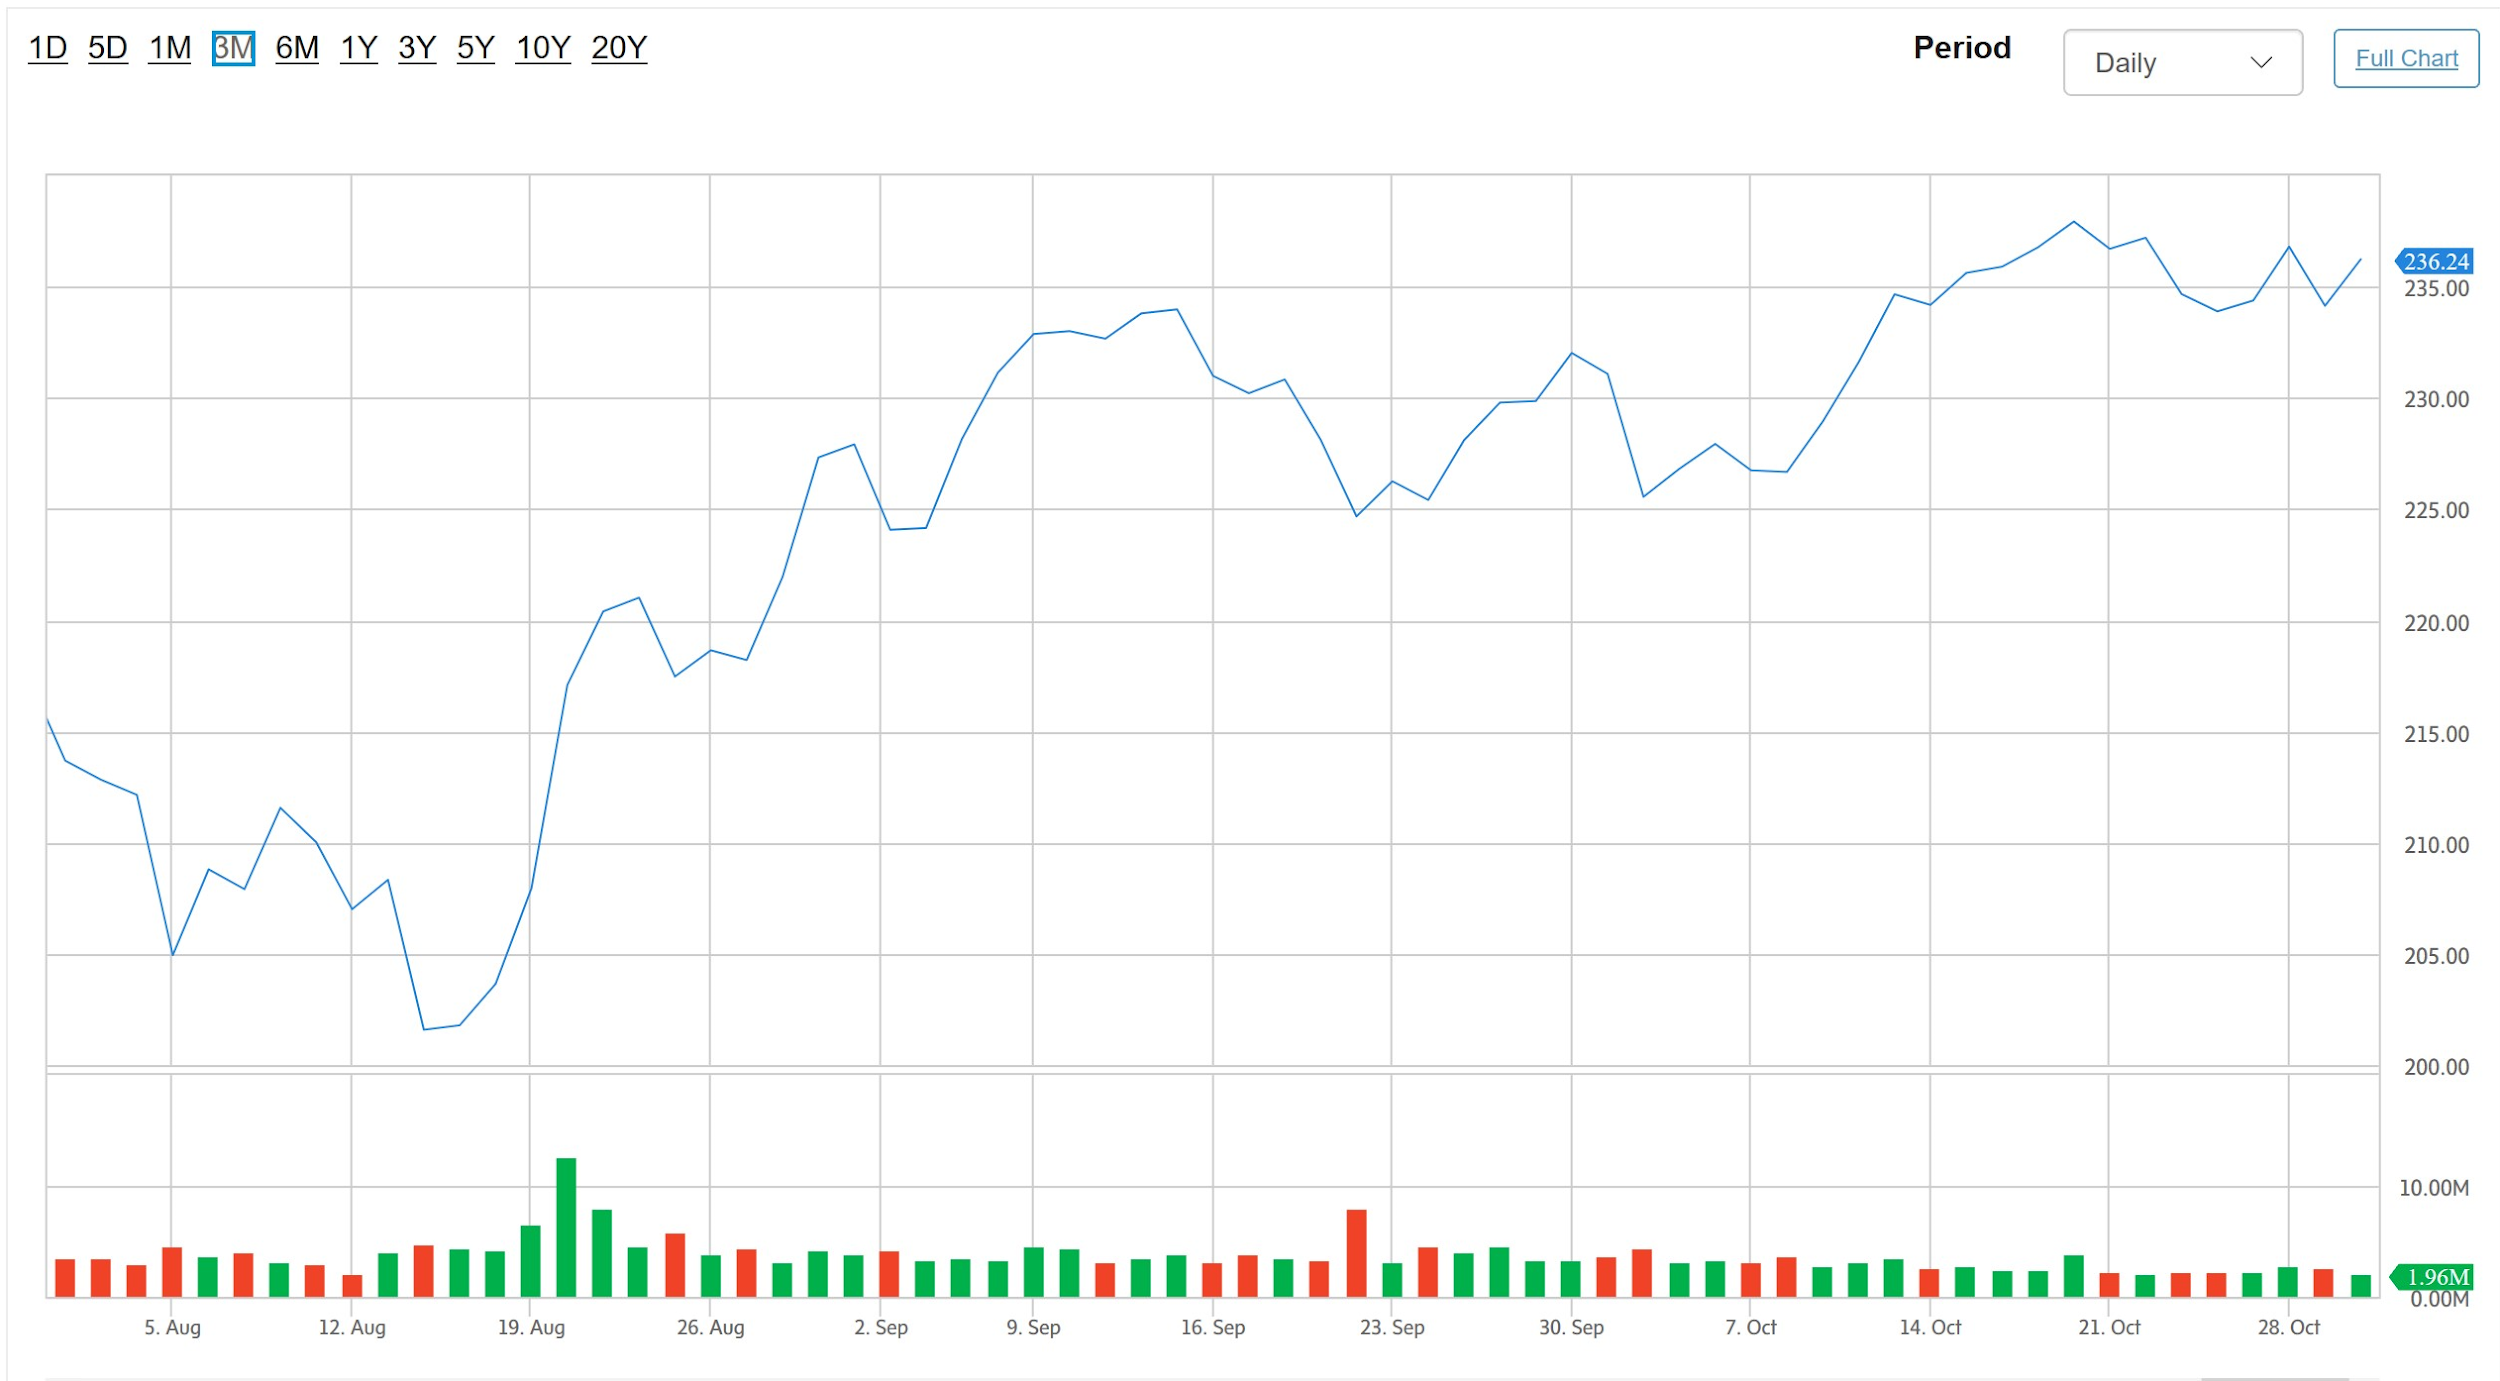 1D 5D 1M 3M 6M 1Y 3Y 5Y 10Y 20Y Period Daily Full Chart
236.24
235.00
230.00
225.00
220.00
215.00
210.00
205.00
200.00
10.00M
1.96M
0.00M
5. Aug 12. Aug 19. Aug 26. Aug 2. Sep 9. Sep 16. Sep 23. Sep 30. Sep 7. Oct 14. Oct 21. Oct 28. Oct